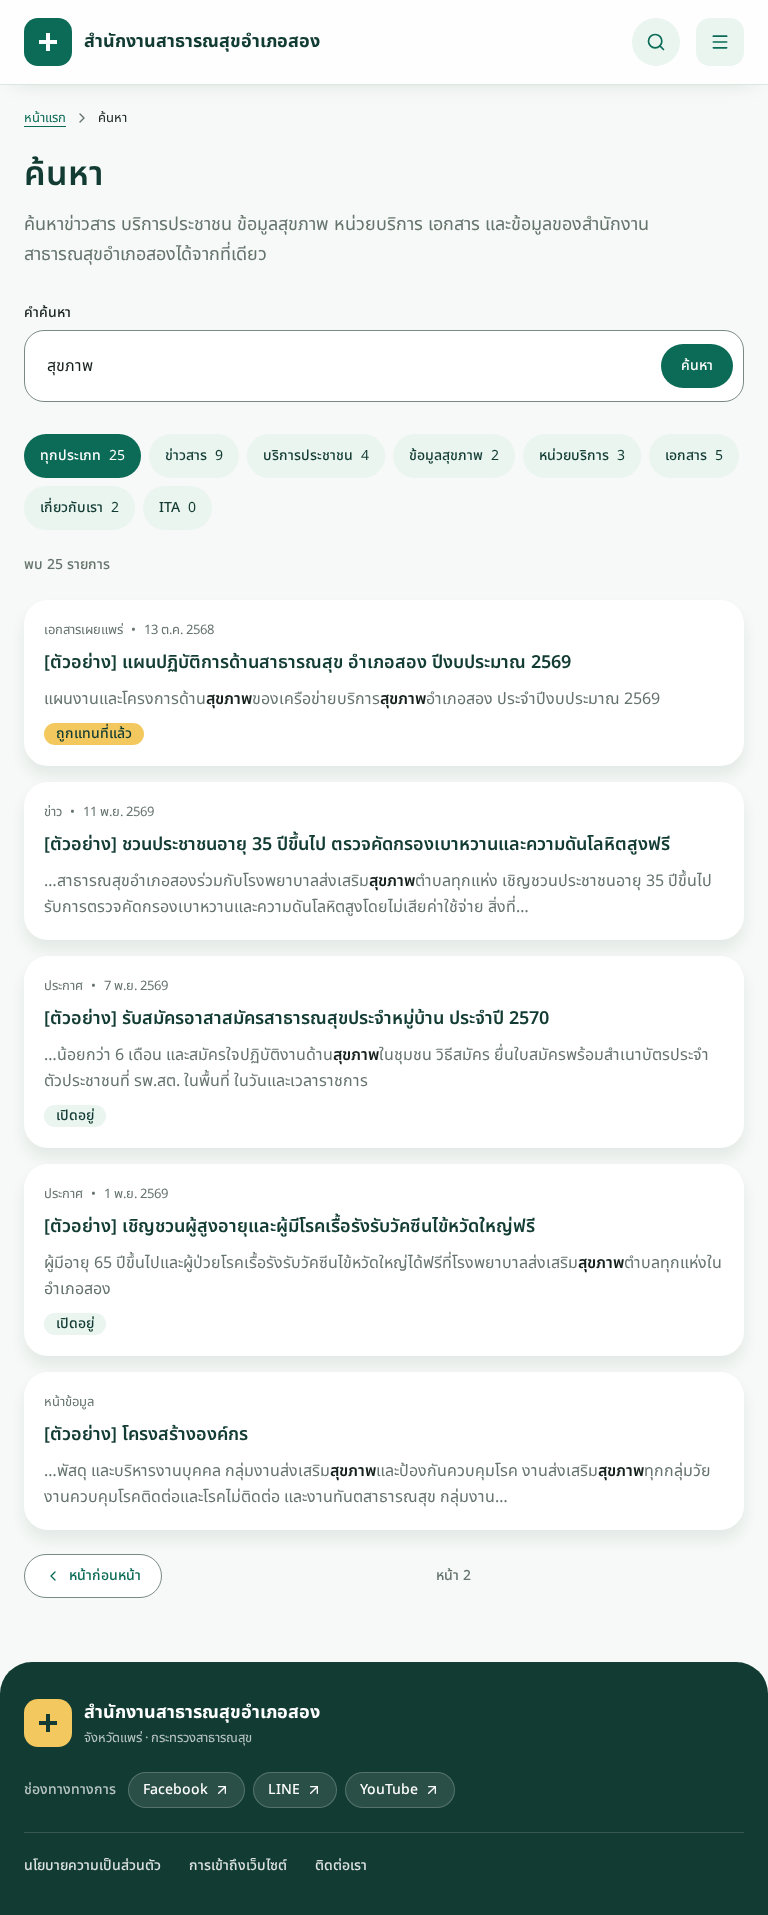 สำนักงานสาธารณสุขอำเภอสอง
หน้าแรก
ค้นหา
ค้นหา
ค้นหาข่าวสาร บริการประชาชน ข้อมูลสุขภาพ หน่วยบริการ เอกสาร และข้อมูลของสำนักงาน
สาธารณสุขอำเภอสองได้จากที่เดียว
คำค้นหา
สุขภาพ
ค้นหา
ทุกประเภท 25
ข่าวสาร 9
บริการประชาชน 4
ข้อมูลสุขภาพ 2
หน่วยบริการ 3
เอกสาร 5
เกี่ยวกับเรา 2
ITA 0
พบ 25 รายการ
เอกสารเผยแพร่ • 13 ต.ค. 2568
[ตัวอย่าง] แผนปฏิบัติการด้านสาธารณสุข อำเภอสอง ปีงบประมาณ 2569
แผนงานและโครงการด้านสุขภาพของเครือข่ายบริการสุขภาพอำเภอสอง ประจำปีงบประมาณ 2569
ถูกแทนที่แล้ว
ข่าว • 11 พ.ย. 2569
[ตัวอย่าง] ชวนประชาชนอายุ 35 ปีขึ้นไป ตรวจคัดกรองเบาหวานและความดันโลหิตสูงฟรี
...สาธารณสุขอำเภอสองร่วมกับโรงพยาบาลส่งเสริมสุขภาพตำบลทุกแห่ง เชิญชวนประชาชนอายุ 35 ปีขึ้นไป
รับการตรวจคัดกรองเบาหวานและความดันโลหิตสูงโดยไม่เสียค่าใช้จ่าย สิ่งที่...
ประกาศ • 7 พ.ย. 2569
[ตัวอย่าง] รับสมัครอาสาสมัครสาธารณสุขประจำหมู่บ้าน ประจำปี 2570
...น้อยกว่า 6 เดือน และสมัครใจปฏิบัติงานด้านสุขภาพในชุมชน วิธีสมัคร ยื่นใบสมัครพร้อมสำเนาบัตรประจำ
ตัวประชาชนที่ รพ.สต. ในพื้นที่ ในวันและเวลาราชการ
เปิดอยู่
ประกาศ • 1 พ.ย. 2569
[ตัวอย่าง] เชิญชวนผู้สูงอายุและผู้มีโรคเรื้อรังรับวัคซีนไข้หวัดใหญ่ฟรี
ผู้มีอายุ 65 ปีขึ้นไปและผู้ป่วยโรคเรื้อรังรับวัคซีนไข้หวัดใหญ่ได้ฟรีที่โรงพยาบาลส่งเสริมสุขภาพตำบลทุกแห่งใน
อำเภอสอง
เปิดอยู่
หน้าข้อมูล
[ตัวอย่าง] โครงสร้างองค์กร
...พัสดุ และบริหารงานบุคคล กลุ่มงานส่งเสริมสุขภาพและป้องกันควบคุมโรค งานส่งเสริมสุขภาพทุกกลุ่มวัย
งานควบคุมโรคติดต่อและโรคไม่ติดต่อ และงานทันตสาธารณสุข กลุ่มงาน...
หน้าก่อนหน้า
หน้า 2
สำนักงานสาธารณสุขอำเภอสอง
จังหวัดแพร่ · กระทรวงสาธารณสุข
ช่องทางทางการ
Facebook
LINE
YouTube
นโยบายความเป็นส่วนตัว
การเข้าถึงเว็บไซต์
ติดต่อเรา